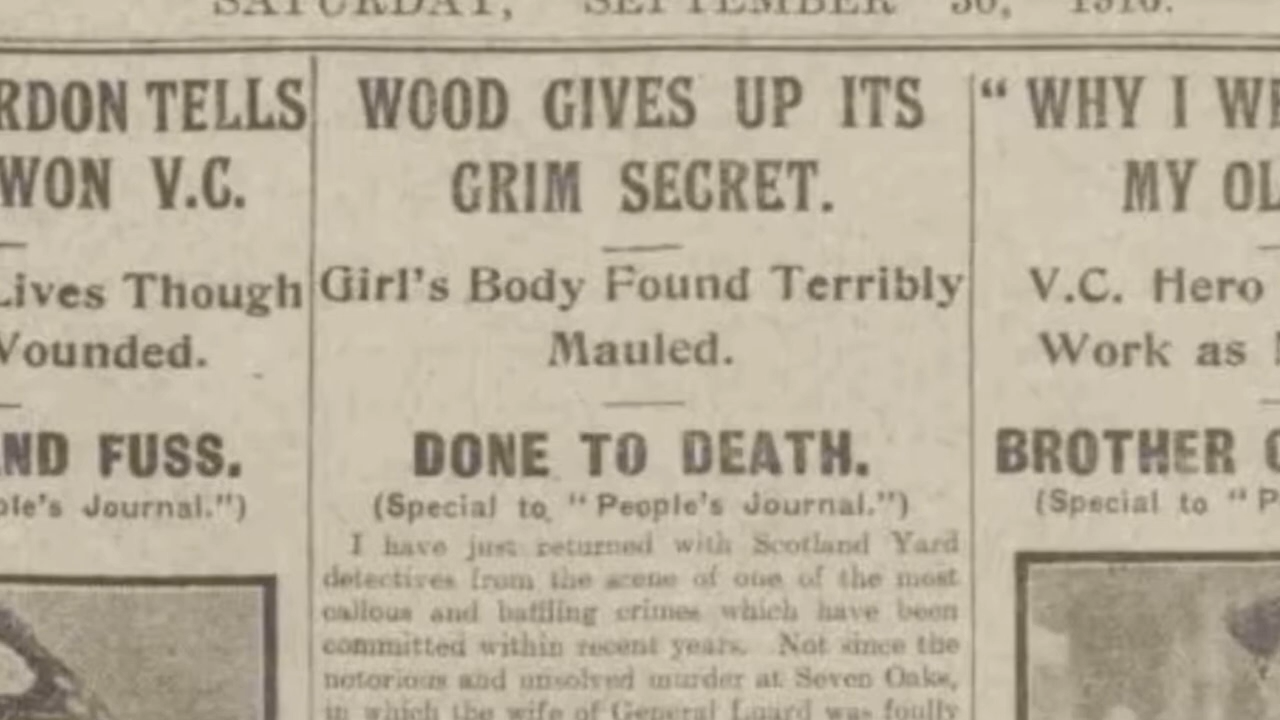 SATURDAY, SEPTEMBER 30, 1916.
RDON TELLS
WON V.C.
Lives Though
Wounded.
ND FUSS.
ple's Journal.")
WOOD GIVES UP ITS
GRIM SECRET.
Girl's Body Found Terribly
Mauled.
DONE TO DEATH.
(Special to "People's Journal.")
I have just returned with Scotland Yard
detectives from the scene of one of the most
callous and baffling crimes which have been
committed within recent years. Not since the
notorious and unsolved murder at Seven Oaks,
in which the wife of General Luard was foully
"WHY I W
MY OL
V.C. Hero
Work as
BROTHER
(Special to "P